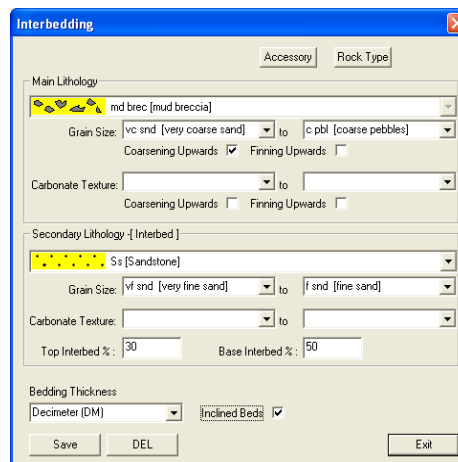 Interbedding
Accessory Rock Type
Main Lithology
md brec [mud breccia]
Grain Size: vc snd [very coarse sand] to c pbl [coarse pebbles]
Coarsening Upwards Finning Upwards
Carbonate Texture: to
Coarsening Upwards Finning Upwards
Secondary Lithology -[ Interbed ]
Ss [Sandstone]
Grain Size: vf snd [very fine sand] to f snd [fine sand]
Carbonate Texture: to
Top Interbed % : 30 Base Interbed % : 50
Bedding Thickness
Decimeter (DM) Inclined Beds
Save DEL Exit